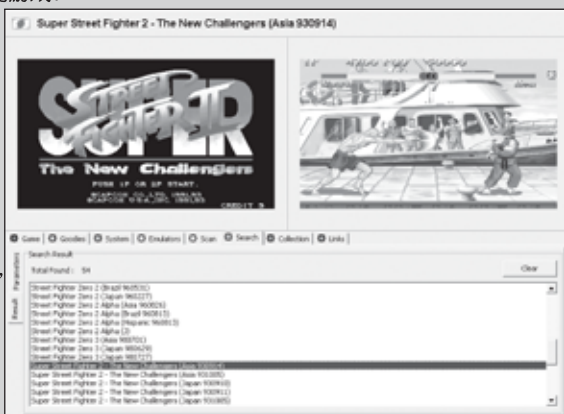 Super Street Fighter 2 - The New Challengers (Asia 930914)
STREET
FIGHTER II
SUPER
The New Challengers
PUSH 1P OR 2P START.
CREDIT
Game
Goodies
System
Emulators
Scan
Search
Collection
Links
Parameters
Result
Search Result
Total Found : 54
Clear
Street Fighter Zero 2 (Brazil 960531)
Street Fighter Zero 2 (Japan 960227)
Street Fighter Zero 2 Alpha (Asia 960826)
Street Fighter Zero 2 Alpha (Brazil 960813)
Street Fighter Zero 2 Alpha (Hispanic 960813)
Street Fighter Zero 2 Alpha (J)
Street Fighter Zero 3 (Asia 980701)
Street Fighter Zero 3 (Japan 980629)
Street Fighter Zero 3 (Japan 980727)
Super Street Fighter 2 - The New Challengers (Asia 930914)
Super Street Fighter 2 - The New Challengers (Asia 931005)
Super Street Fighter 2 - The New Challengers (Japan 930910)
Super Street Fighter 2 - The New Challengers (Japan 930911)
Super Street Fighter 2 - The New Challengers (Japan 931005)